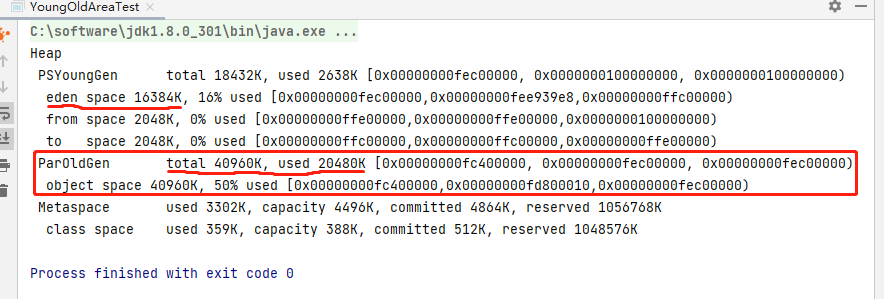 YoungOldAreaTest
C:\software\jdk1.8.0_301\bin\java.exe ...
Heap
PSYoungGen      total 18432K, used 2638K [0x00000000fec00000, 0x0000000100000000, 0x0000000100000000)
eden space 16384K, 16% used [0x00000000fec00000,0x00000000fee939e8,0x00000000ffc00000)
from space 2048K, 0% used [0x00000000ffe00000,0x00000000ffe00000,0x0000000100000000)
to   space 2048K, 0% used [0x00000000ffc00000,0x00000000ffc00000,0x00000000ffe00000)
ParOldGen       total 40960K, used 20480K [0x00000000fc400000, 0x00000000fec00000, 0x00000000fec00000)
object space 40960K, 50% used [0x00000000fc400000,0x00000000fd800010,0x00000000fec00000)
Metaspace       used 3302K, capacity 4496K, committed 4864K, reserved 1056768K
class space    used 359K, capacity 388K, committed 512K, reserved 1048576K
Process finished with exit code 0